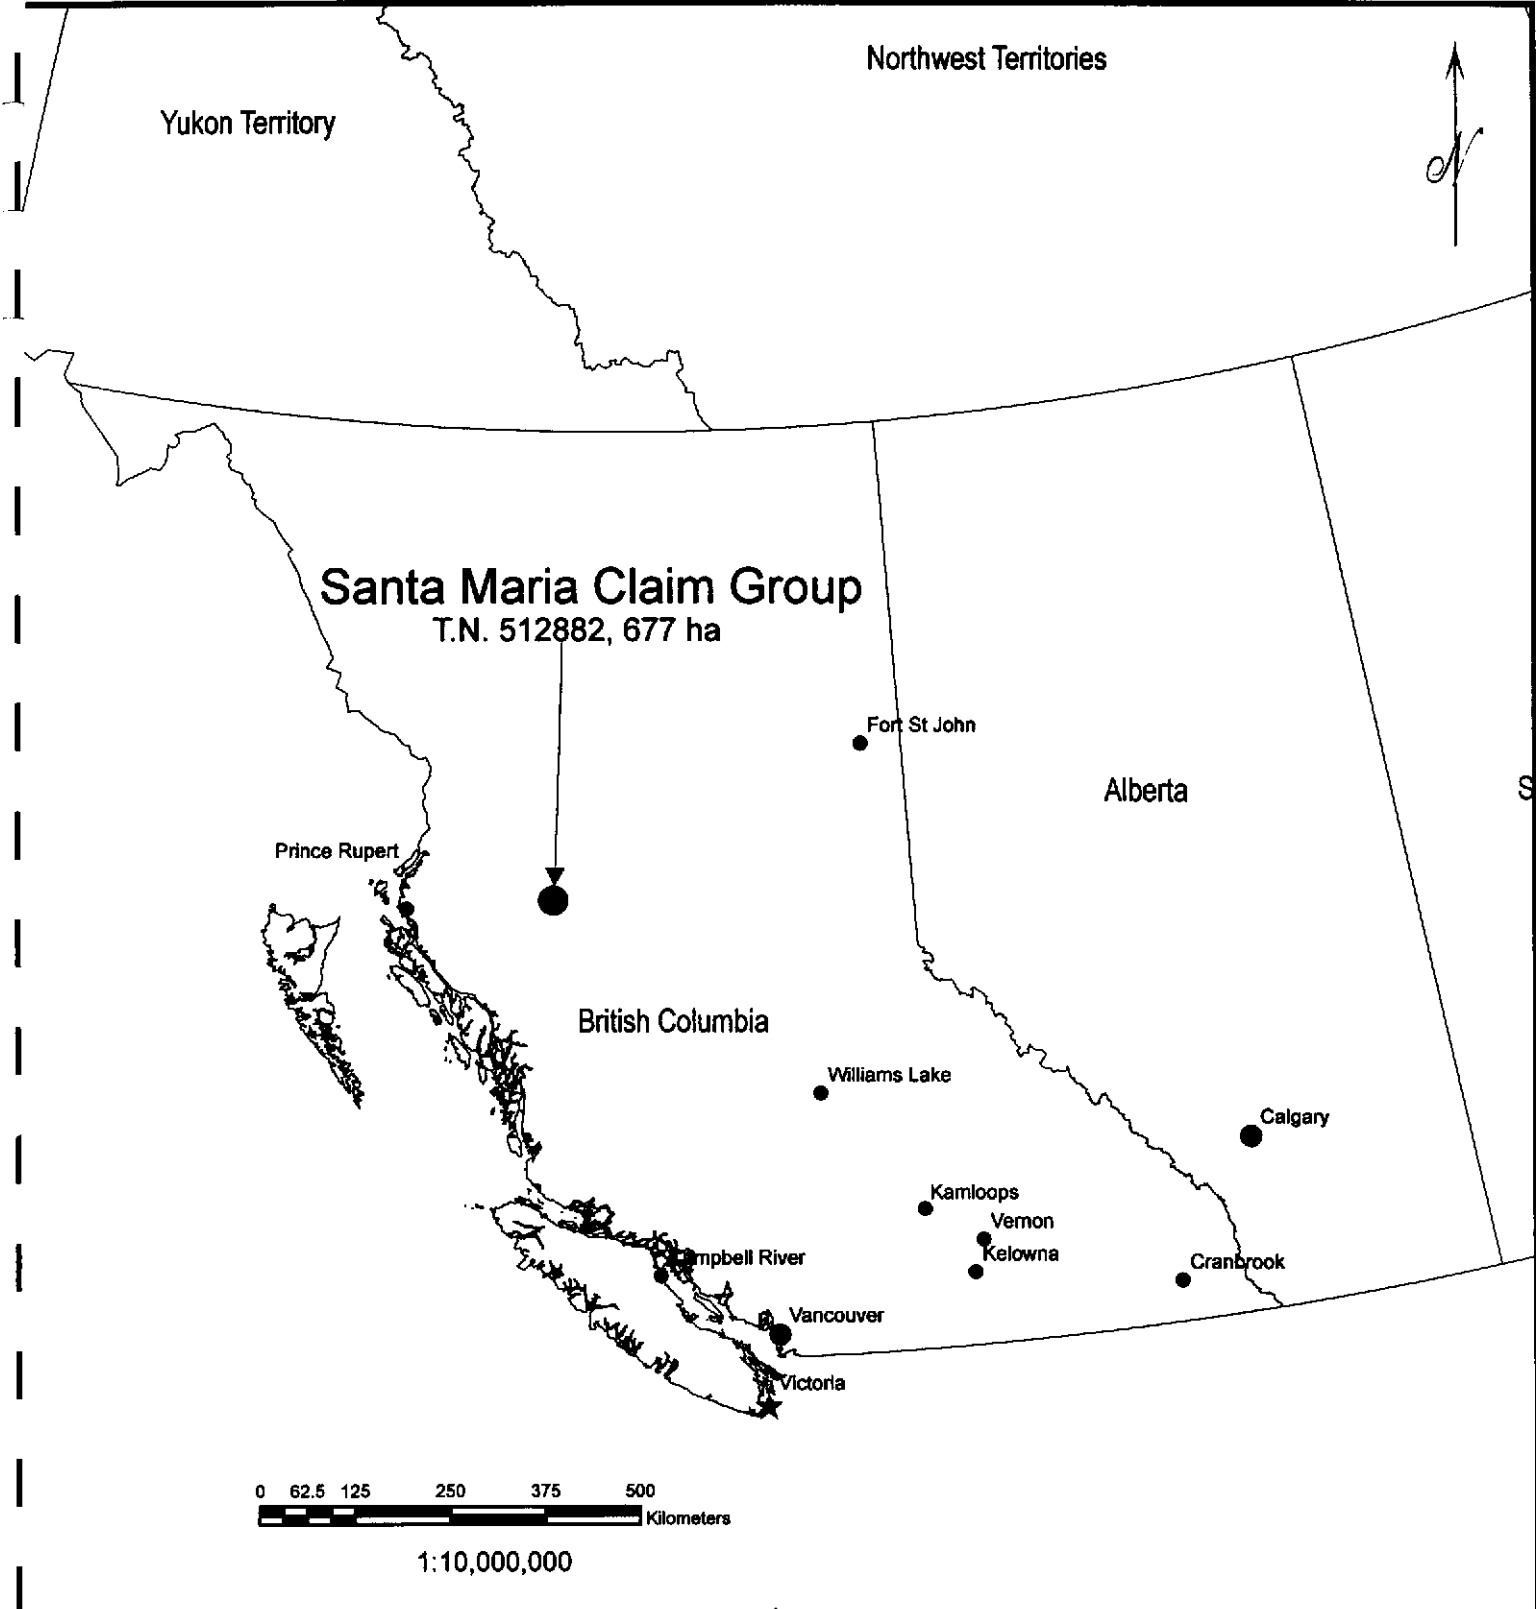 Northwest Territories
Yukon Territory
N
Santa Maria Claim Group
T.N. 512882, 677 ha
Fort St John
Alberta
S
Prince Rupert
British Columbia
Williams Lake
Calgary
Kamloops
Vernon
Kelowna
Cranbrook
mpbell River
Vancouver
Victoria
0 62.5 125 250 375 500
Kilometers
1:10,000,000